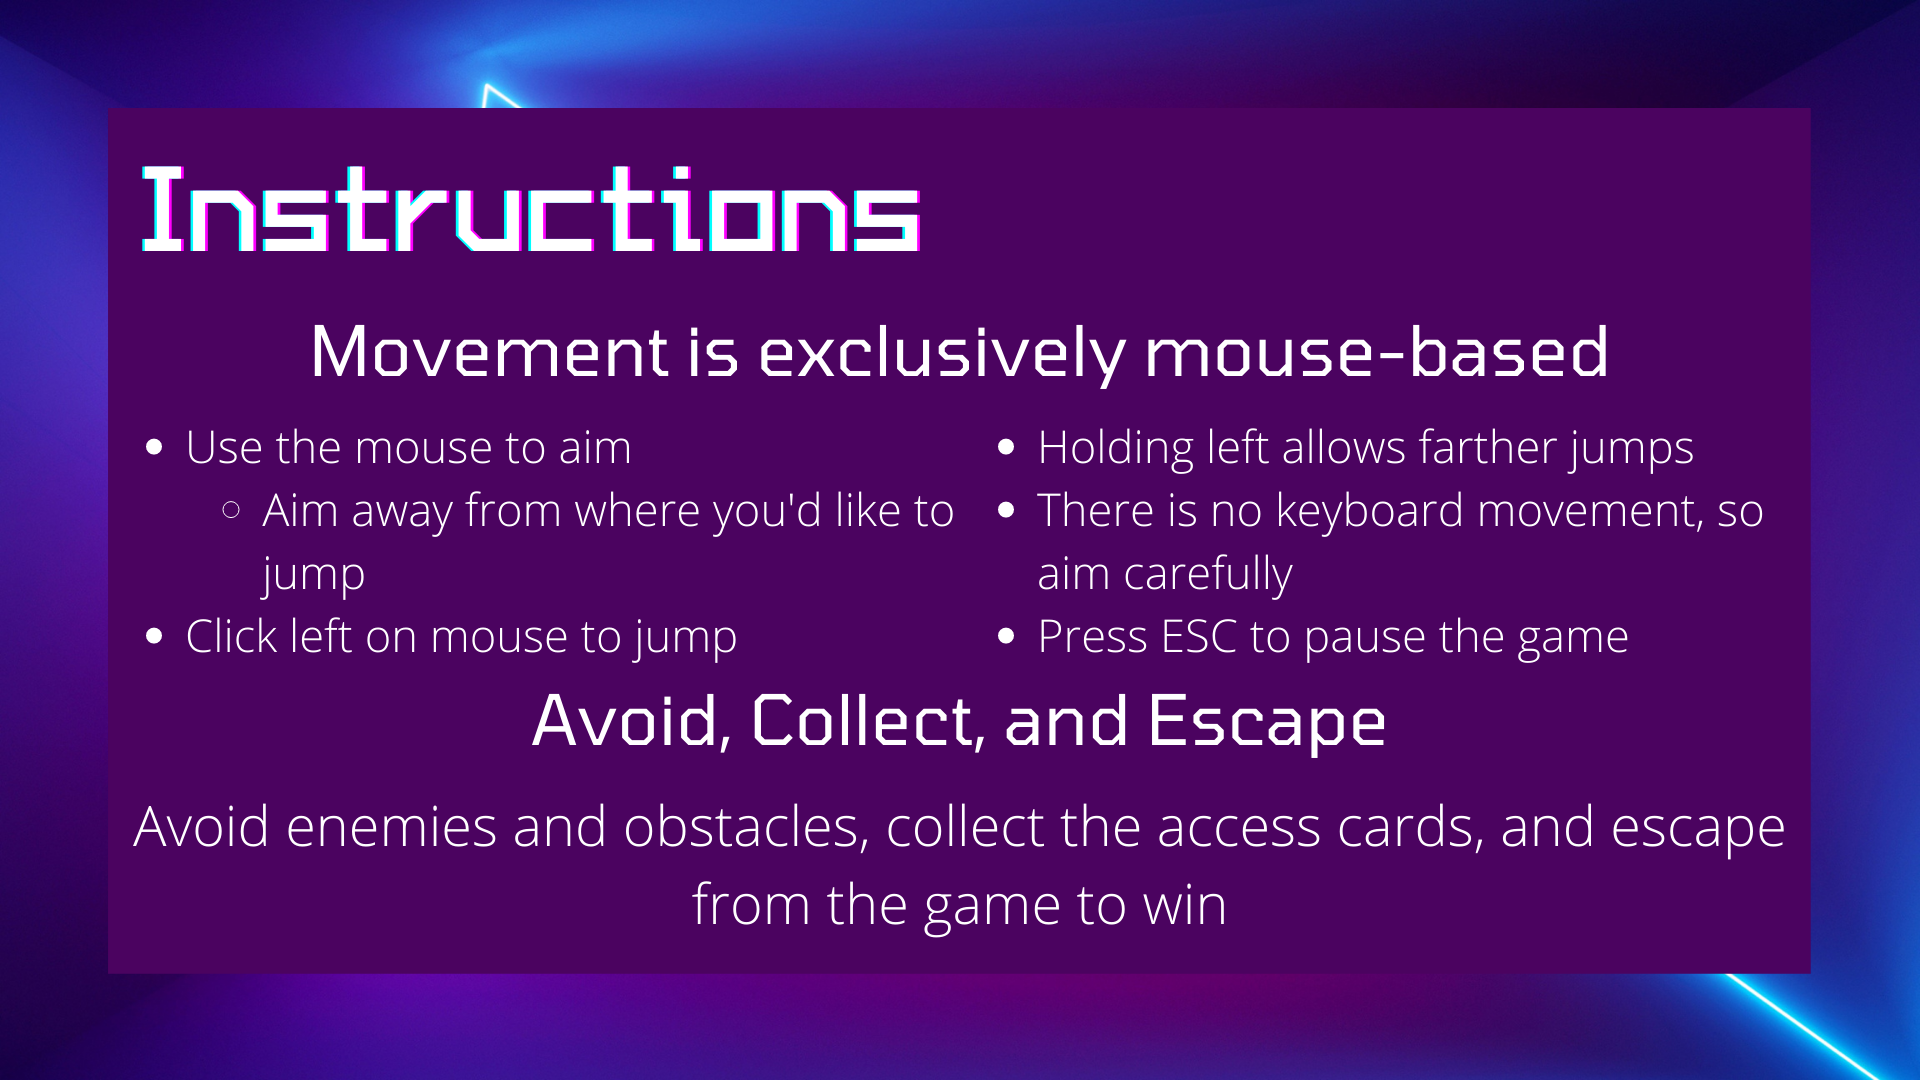 Instructions
Movement is exclusively mouse-based
• Use the mouse to aim
◦ Aim away from where you'd like to
jump
• Click left on mouse to jump
• Holding left allows farther jumps
• There is no keyboard movement, so
aim carefully
• Press ESC to pause the game
Avoid, Collect, and Escape
Avoid enemies and obstacles, collect the access cards, and escape
from the game to win